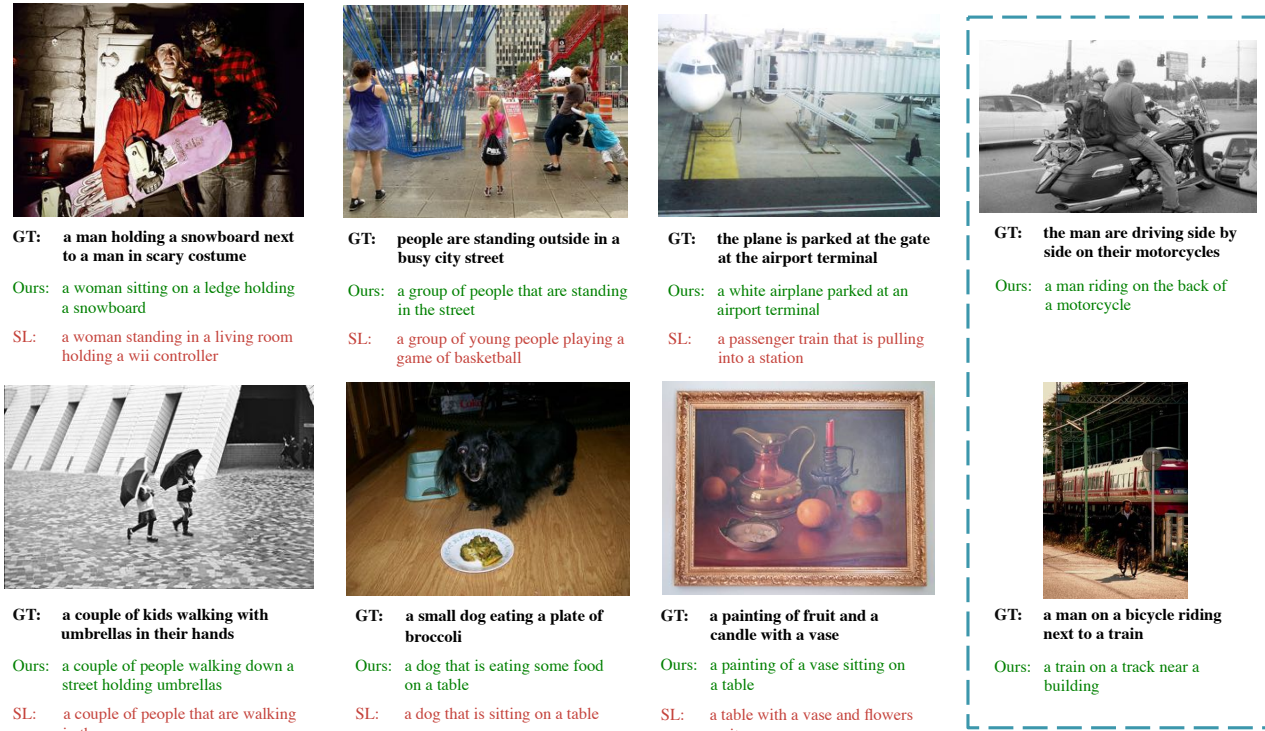 GT: a man holding a snowboard next
to a man in scary costume
Ours: a woman sitting on a ledge holding
a snowboard
SL: a woman standing in a living room
holding a wii controller
GT: people are standing outside in a
busy city street
Ours: a group of people that are standing
in the street
SL: a group of young people playing a
game of basketball
GT: the plane is parked at the gate
at the airport terminal
Ours: a white airplane parked at an
airport terminal
SL: a passenger train that is pulling
into a station
GT: the man are driving side by
side on their motorcycles
Ours: a man riding on the back of
a motorcycle
GT: a couple of kids walking with
umbrellas in their hands
Ours: a couple of people walking down a
street holding umbrellas
SL: a couple of people that are walking
GT: a small dog eating a plate of
broccoli
Ours: a dog that is eating some food
on a table
SL: a dog that is sitting on a table
GT: a painting of fruit and a
candle with a vase
Ours: a painting of a vase sitting on
a table
SL: a table with a vase and flowers
GT: a man on a bicycle riding
next to a train
Ours: a train on a track near a
building